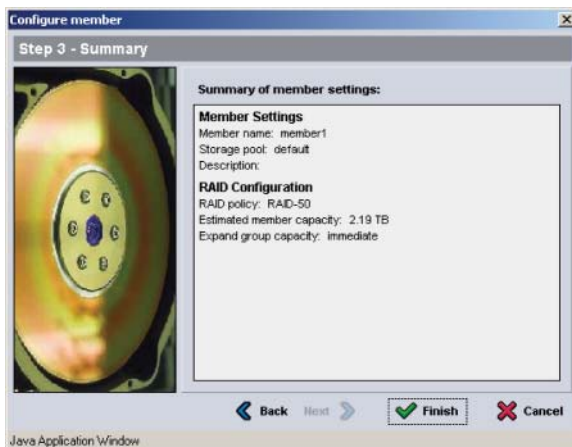 Configure member
Step 3 - Summary
Summary of member settings:
Member Settings
Member name: member1
Storage pool: default
Description:
RAID Configuration
RAID policy: RAID-50
Estimated member capacity: 2.19 TB
Expand group capacity: immediate
Back Next Finish Cancel
Java Application Window